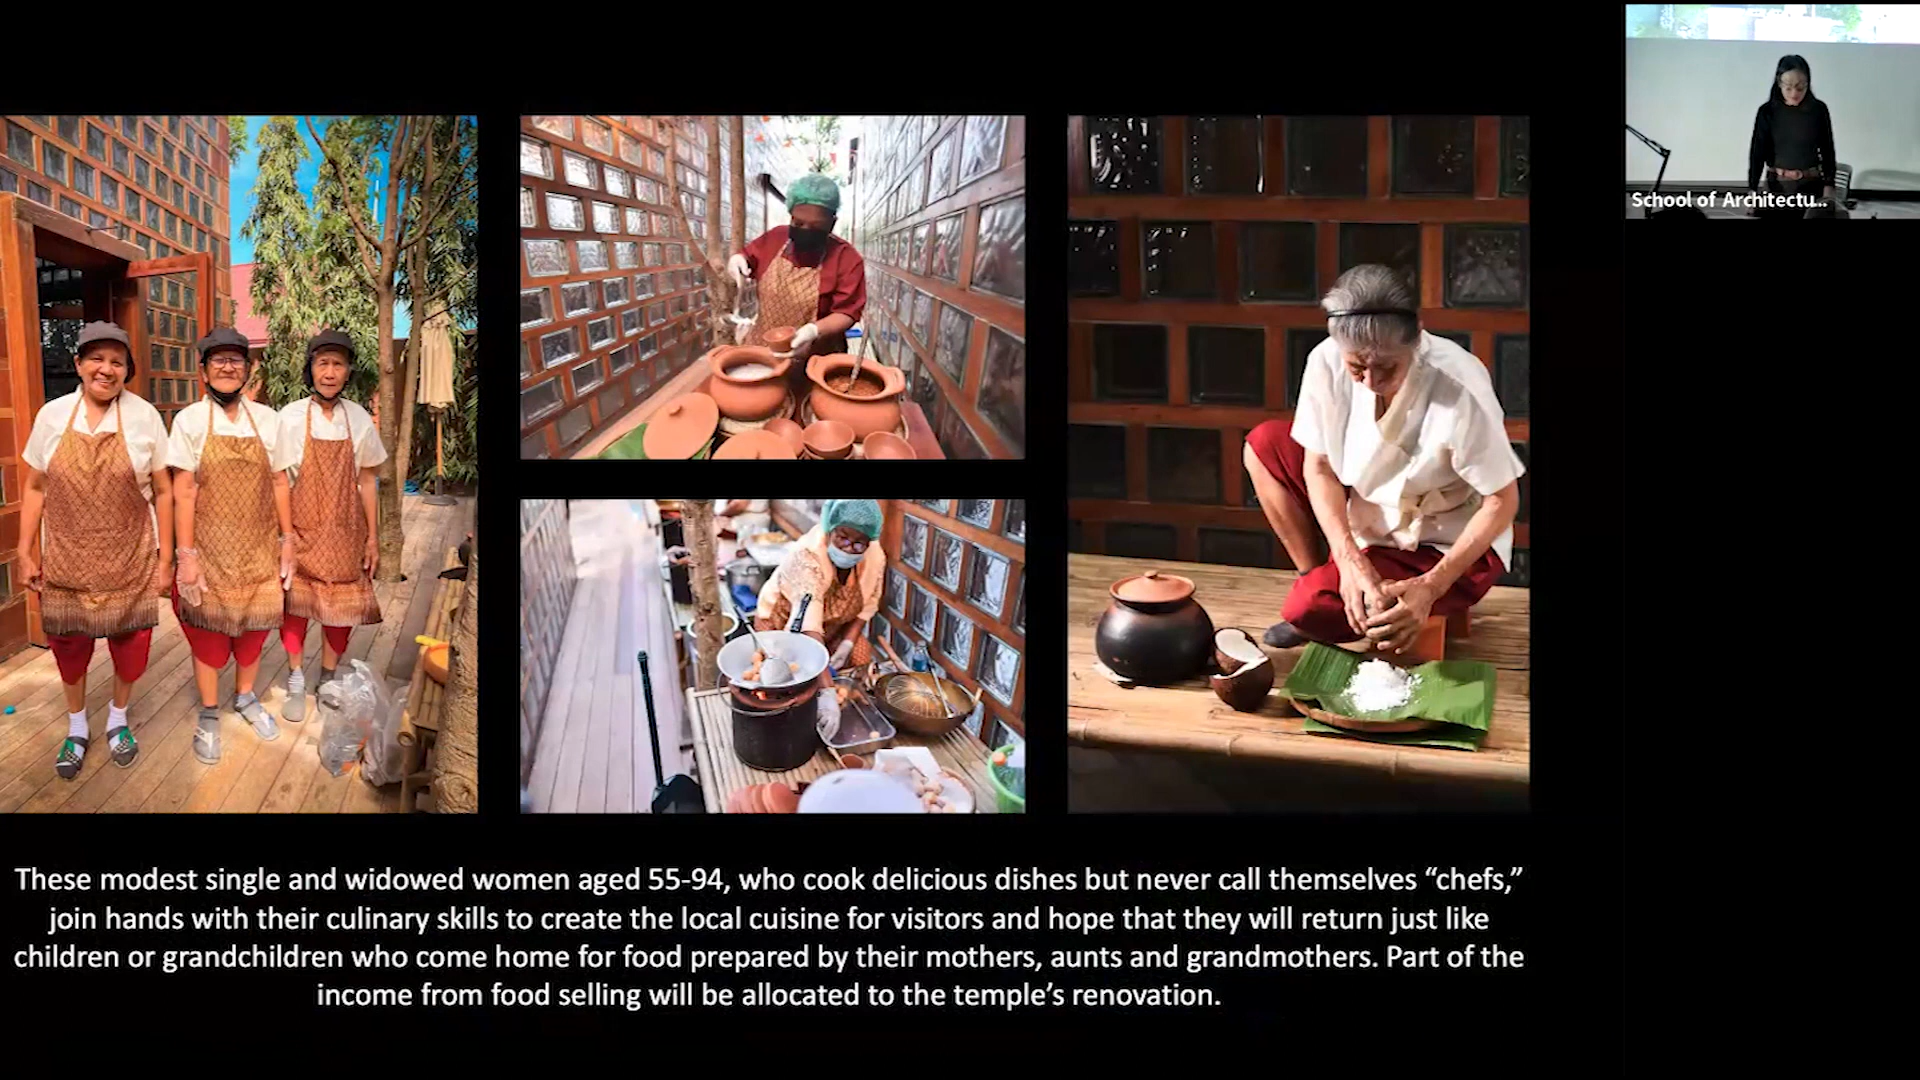 School of Architectu...
These modest single and widowed women aged 55-94, who cook delicious dishes but never call themselves “chefs,”
join hands with their culinary skills to create the local cuisine for visitors and hope that they will return just like
children or grandchildren who come home for food prepared by their mothers, aunts and grandmothers. Part of the
income from food selling will be allocated to the temple’s renovation.